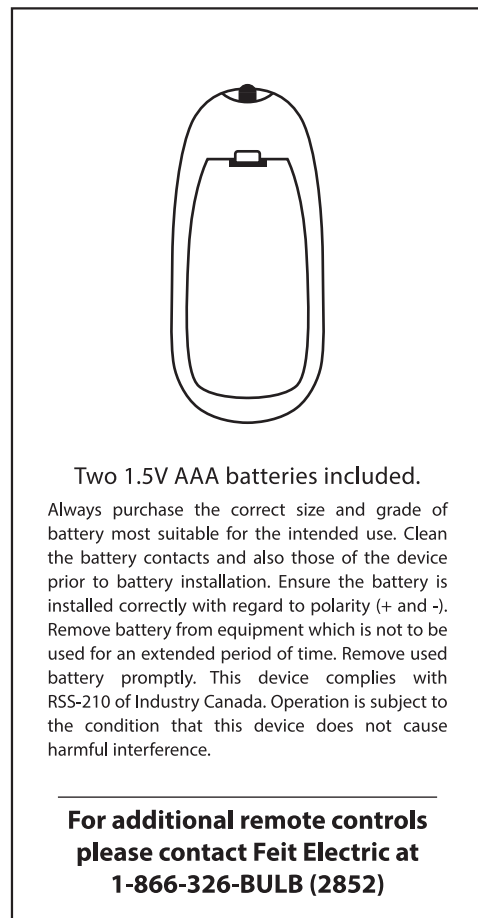 Two 1.5V AAA batteries included.
Always purchase the correct size and grade of
battery most suitable for the intended use. Clean
the battery contacts and also those of the device
prior to battery installation. Ensure the battery is
installed correctly with regard to polarity (+ and -).
Remove battery from equipment which is not to be
used for an extended period of time. Remove used
battery promptly. This device complies with
RSS-210 of Industry Canada. Operation is subject to
the condition that this device does not cause
harmful interference.
For additional remote controls
please contact Feit Electric at
1-866-326-BULB (2852)